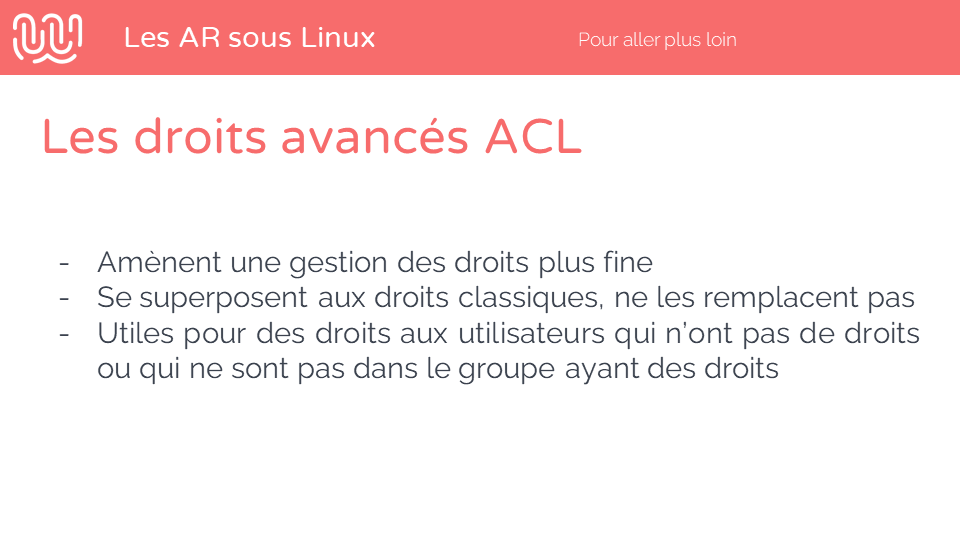 Les AR sous Linux
Pour aller plus loin
Les droits avancés ACL
- Amènent une gestion des droits plus fine
- Se superposent aux droits classiques, ne les remplacent pas
- Utiles pour des droits aux utilisateurs qui n’ont pas de droits
ou qui ne sont pas dans le groupe ayant des droits